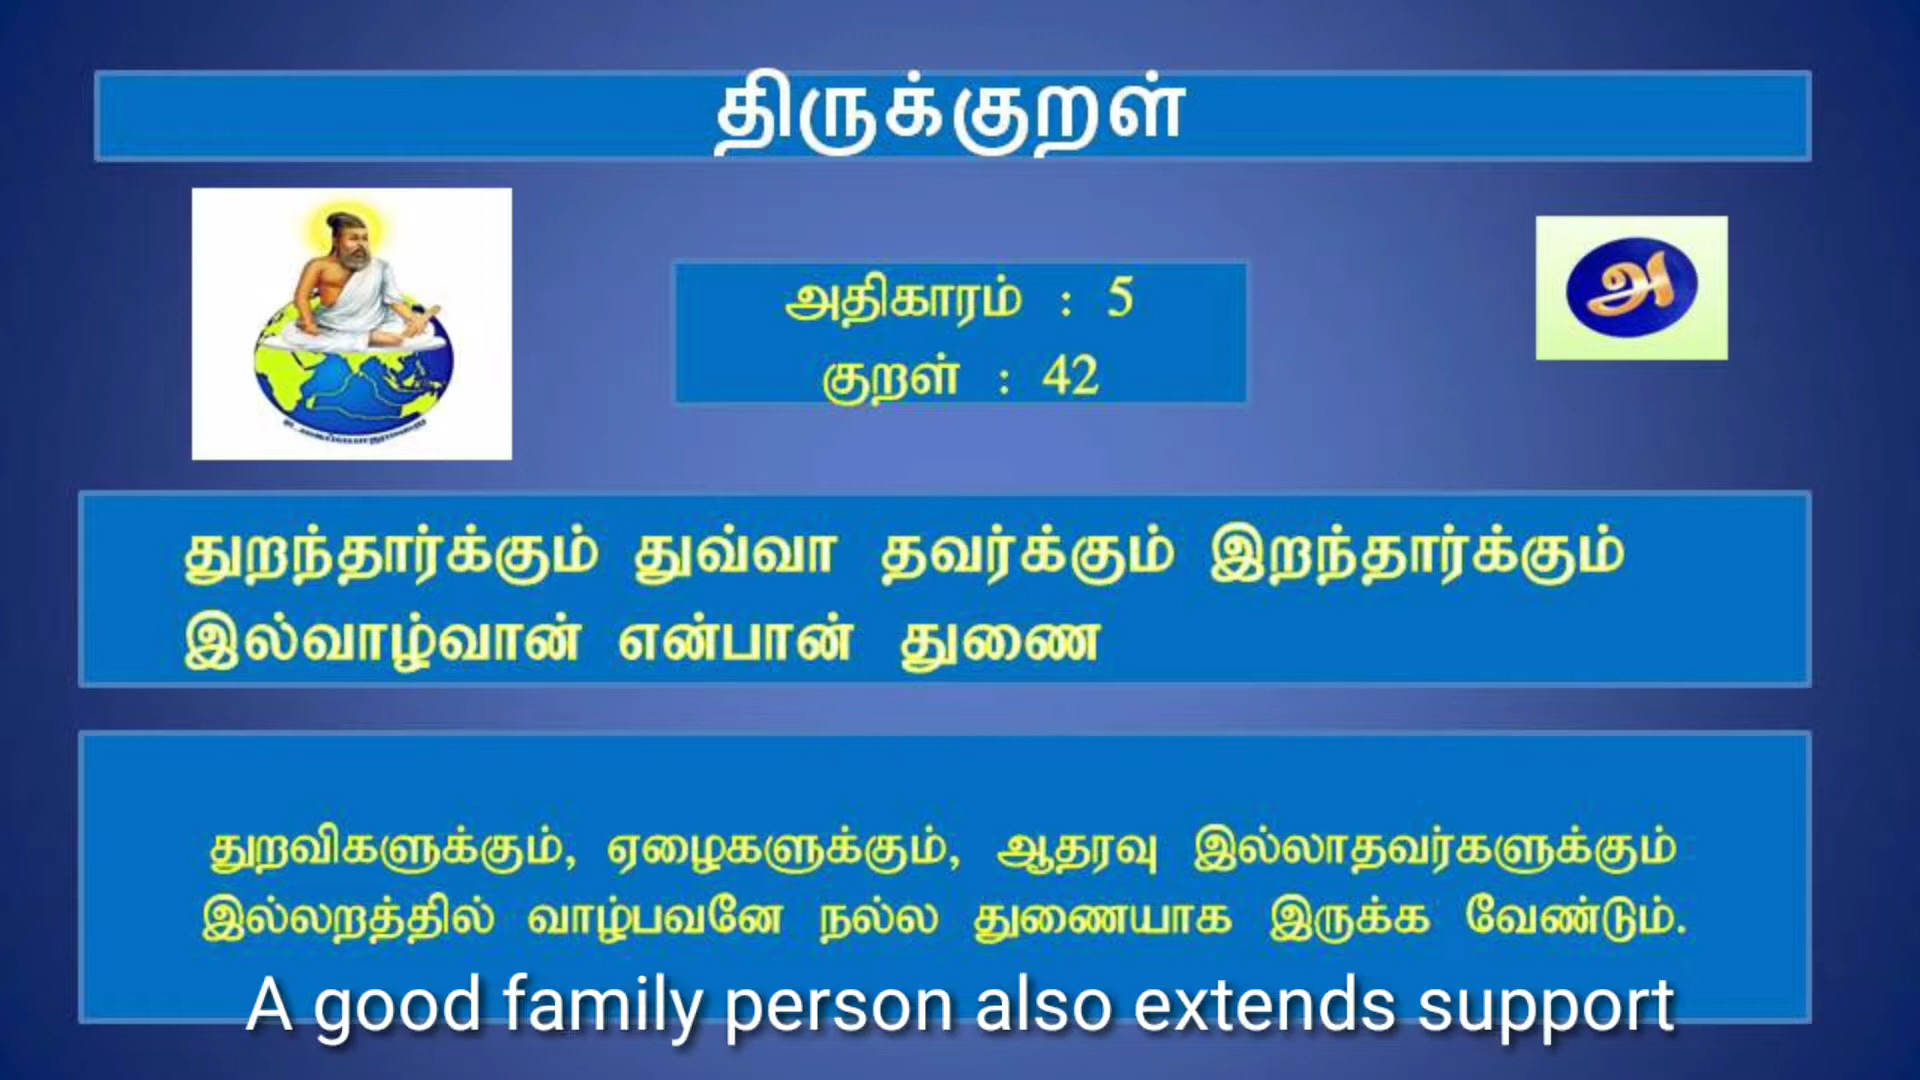 திருக்குறள்
அ
அதிகாரம் : 5
குறள் : 42
துறந்தார்க்கும் துவ்வா தவர்க்கும் இறந்தார்க்கும்
இல்வாழ்வான் என்பான் துணை
துறவிகளுக்கும், ஏழைகளுக்கும், ஆதரவு இல்லாதவர்களுக்கும்
இல்லறத்தில் வாழ்பவனே நல்ல துணையாக இருக்க வேண்டும்.
A good family person also extends support